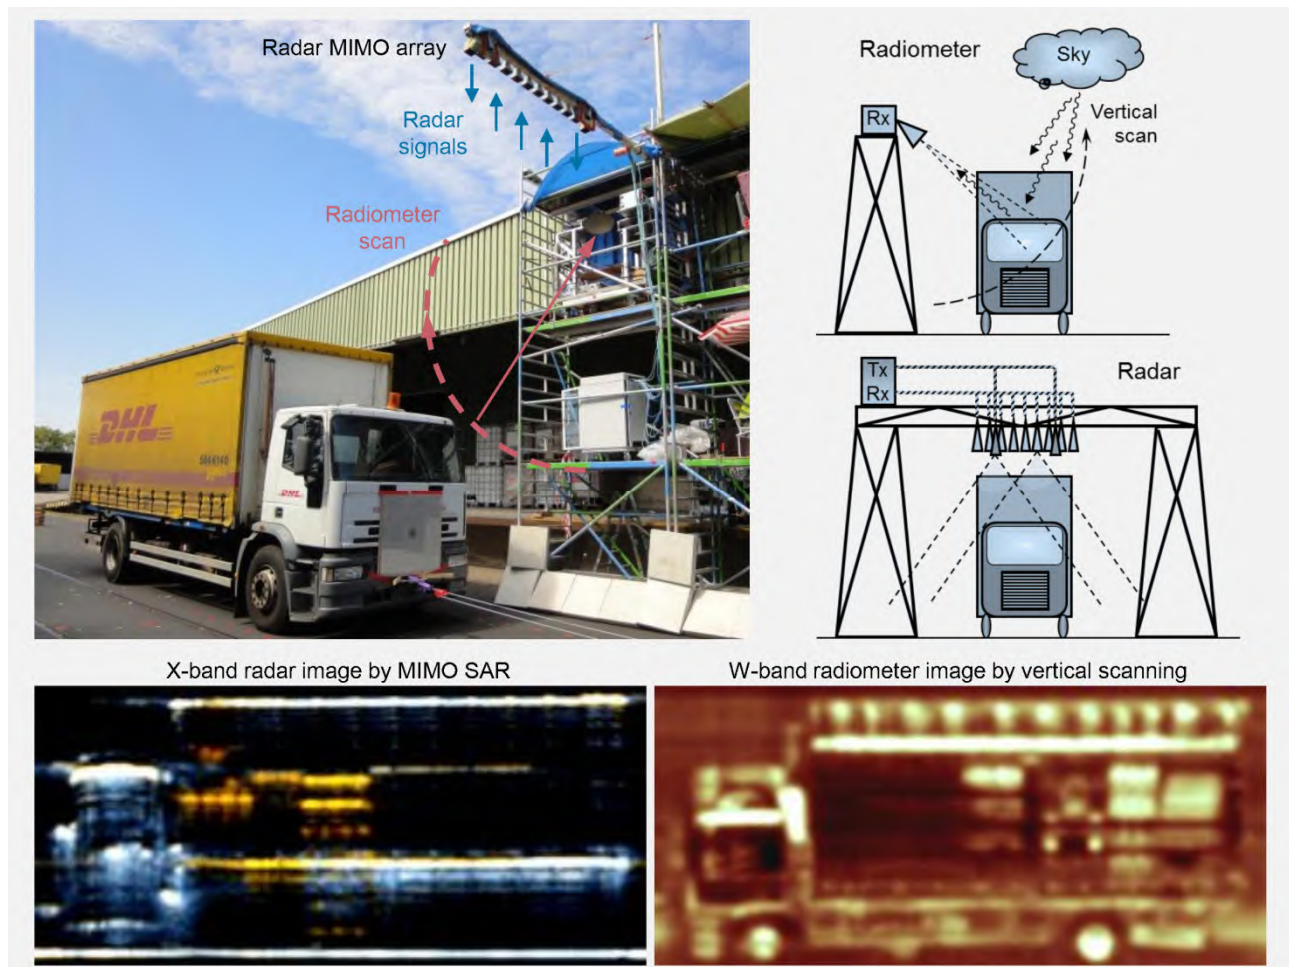 Radar MIMO array
Radar
signals
Radiometer
scan
DHL
DHL
Radiometer
Sky
Rx
Vertical
scan
Tx
Rx
Radar
X-band radar image by MIMO SAR
W-band radiometer image by vertical scanning